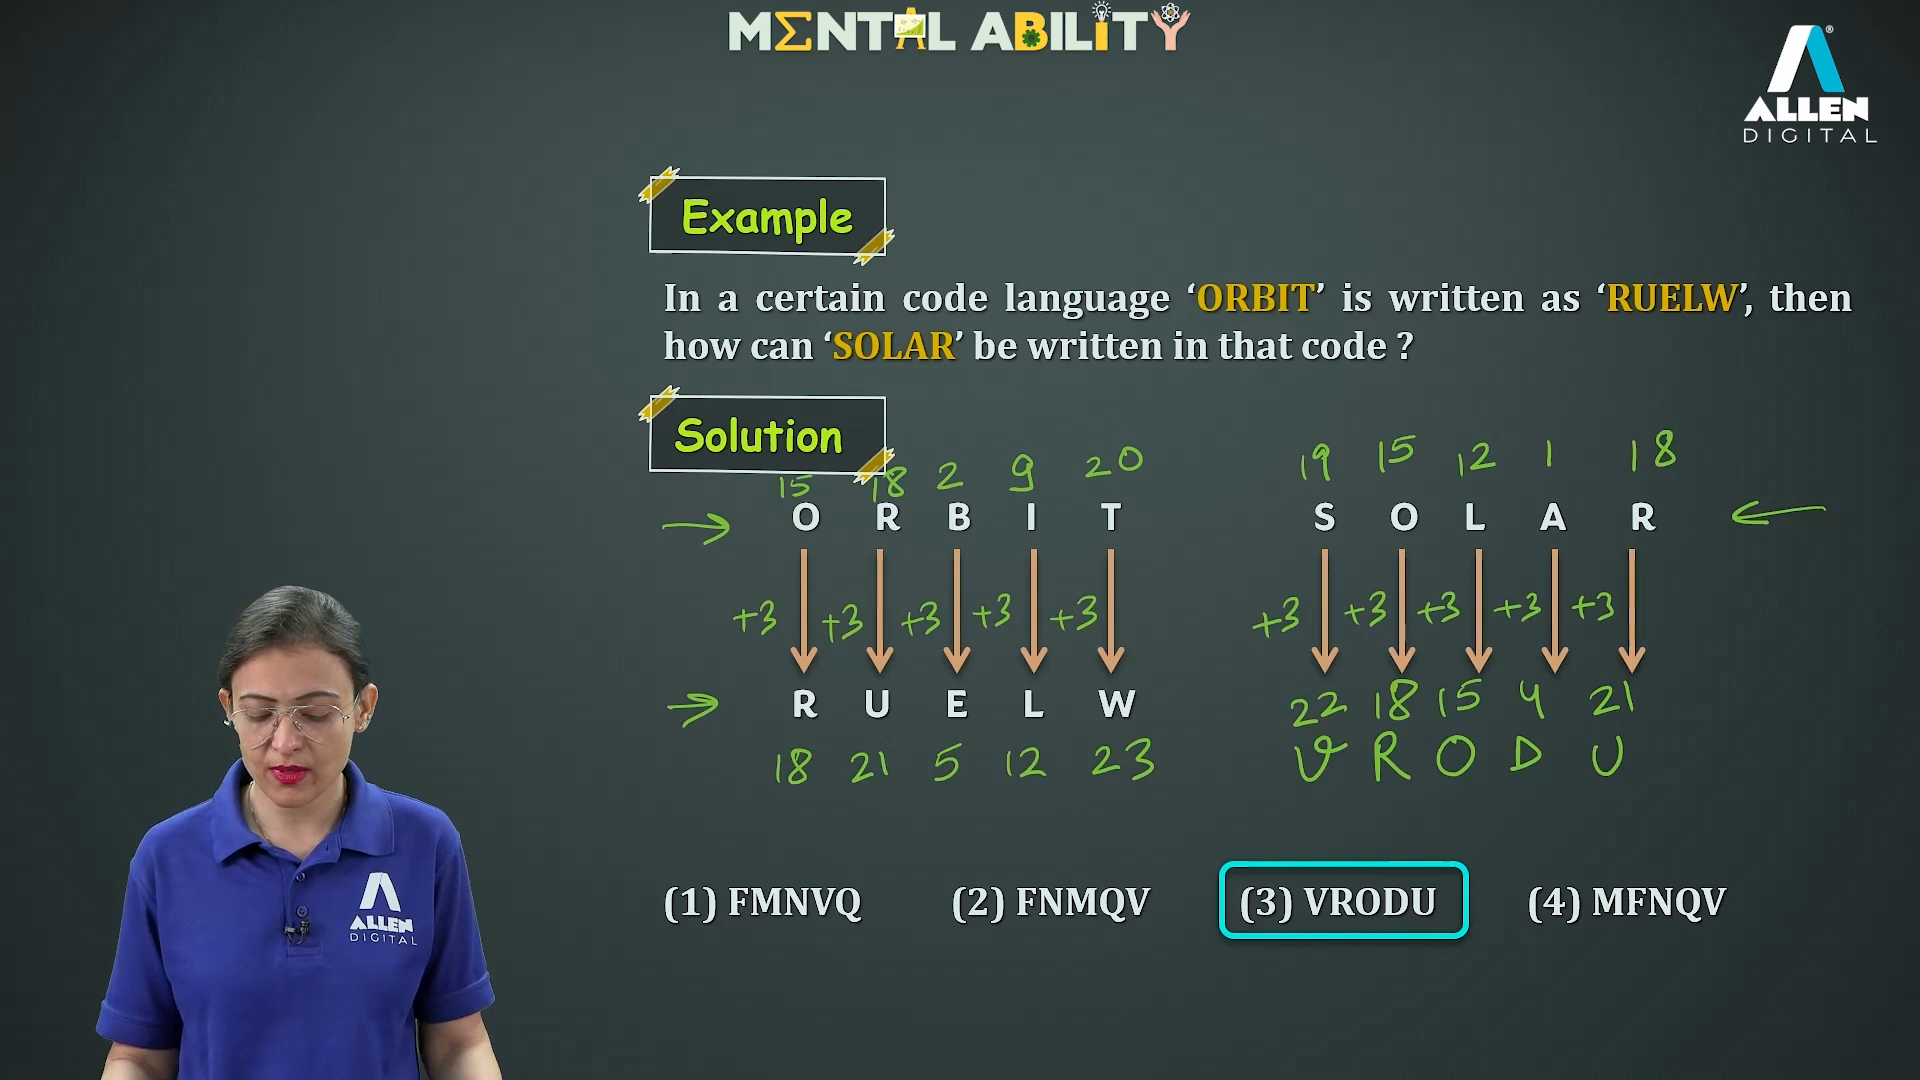 MΣNTAL ABILITY
ALLEN
DIGITAL
Example
In a certain code language ‘ORBIT’ is written as ‘RUELW’, then
how can ‘SOLAR’ be written in that code ?
Solution
15 18 2 9 20
19 15 12 1 18
→ O R B I T
S O L A R ←
+3 +3 +3 +3 +3
+3 +3 +3 +3 +3
→ R U E L W
22 18 15 4 21
18 21 5 12 23
V R O D U
(1) FMNVQ (2) FNMQV (3) VRODU (4) MFNQV
ALLEN
DIGITAL